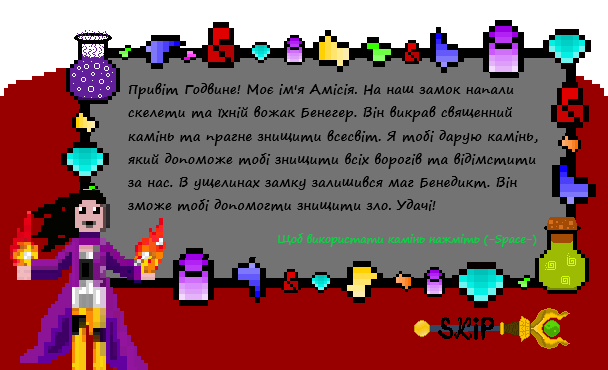 Привіт Годвине! Моє ім'я Амісія. На наш замок напали
скелети та їхній вожак Бенегер. Він викрав священний
камінь та прагне знищити всесвіт. Я тобі дарую камінь,
який допоможе тобі знищити всіх ворогів та відімстити
за нас. В ущелинах замку залишився маг Бенедикт. Він
зможе тобі допомогти знищити зло. Удачі!
Щоб використати камінь нажміть (-Space-)
SKiP